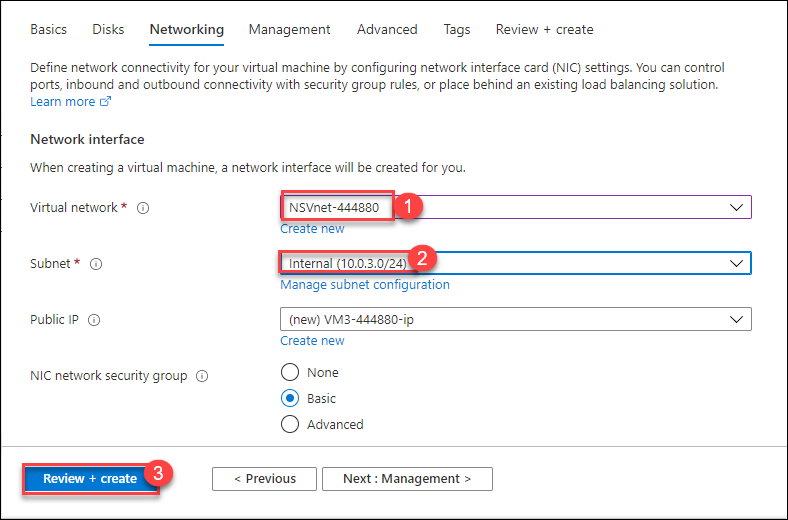 Basics Disks Networking Management Advanced Tags Review + create
Define network connectivity for your virtual machine by configuring network interface card (NIC) settings. You can control
ports, inbound and outbound connectivity with security group rules, or place behind an existing load balancing solution.
Learn more
Network interface
When creating a virtual machine, a network interface will be created for you.
Virtual network * NSVnet-444880 1
Create new
Subnet * Internal (10.0.3.0/24) 2
Manage subnet configuration
Public IP (new) VM3-444880-ip
Create new
NIC network security group None
Basic
Advanced
Review + create 3 < Previous Next : Management >